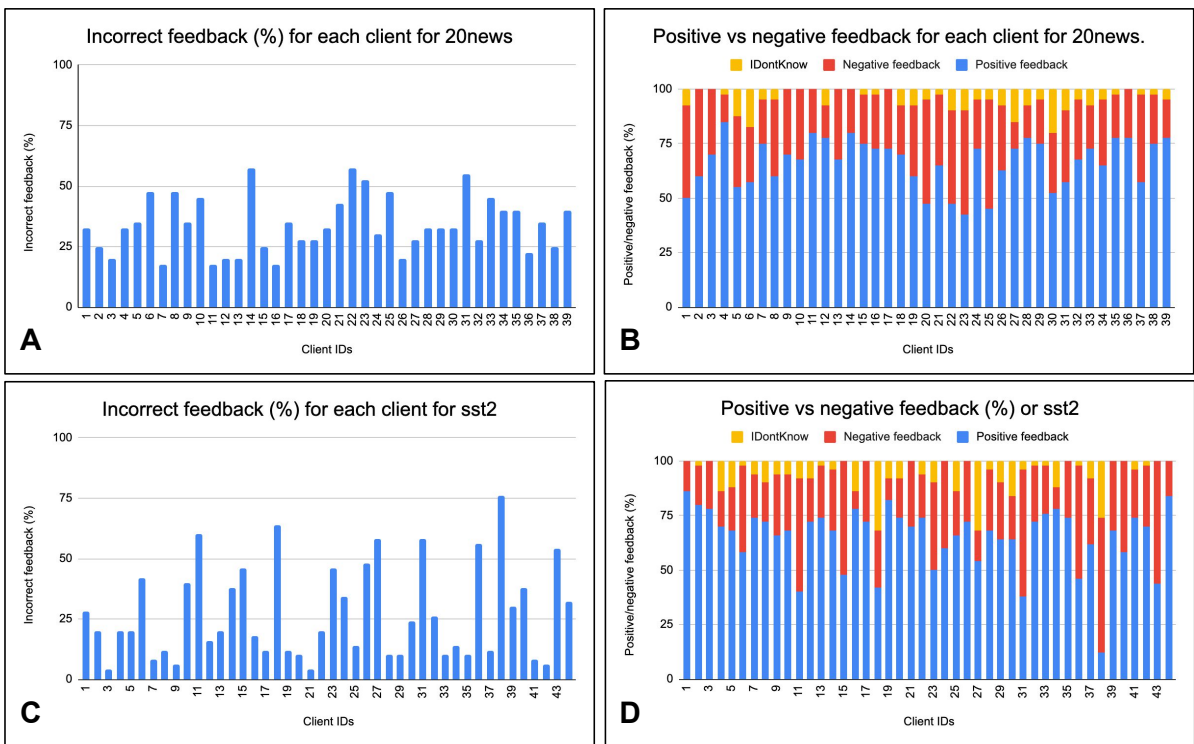 Incorrect feedback (%) for each client for 20news
100
75
50
25
0
Incorrect feedback (%)
1 2 3 4 5 6 7 8 9 10 11 12 13 14 15 16 17 18 19 20 21 22 23 24 25 26 27 28 29 30 31 32 33 34 35 36 37 38 39
Client IDs
A
Positive vs negative feedback for each client for 20news.
IDontKnow Negative feedback Positive feedback
100
75
50
25
0
Positive/negative feedback (%)
1 2 3 4 5 6 7 8 9 10 11 12 13 14 15 16 17 18 19 20 21 22 23 24 25 26 27 28 29 30 31 32 33 34 35 36 37 38 39
Client IDs
B
Incorrect feedback (%) for each client for sst2
100
75
50
25
0
Incorrect feedback (%)
1 3 5 7 9 11 13 15 17 19 21 23 25 27 29 31 33 35 37 39 41 43
Client IDs
C
Positive vs negative feedback (%) or sst2
IDontKnow Negative feedback Positive feedback
100
75
50
25
0
Positive/negative feedback (%)
1 3 5 7 9 11 13 15 17 19 21 23 25 27 29 31 33 35 37 39 41 43
Client IDs
D